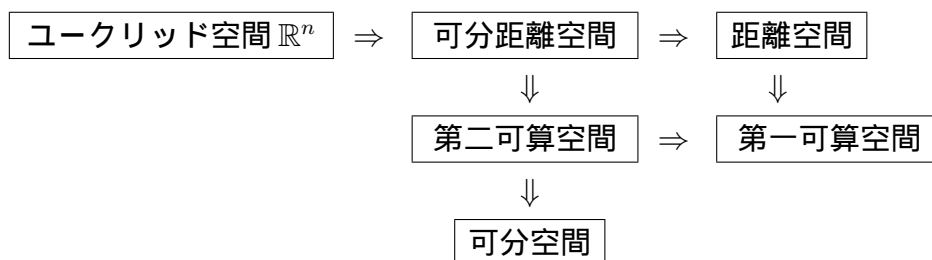 ユークリッド空間 ℝⁿ ⇒ 可分距離空間 ⇒ 距離空間
⇓ ⇓
第二可算空間 ⇒ 第一可算空間
⇓
可分空間